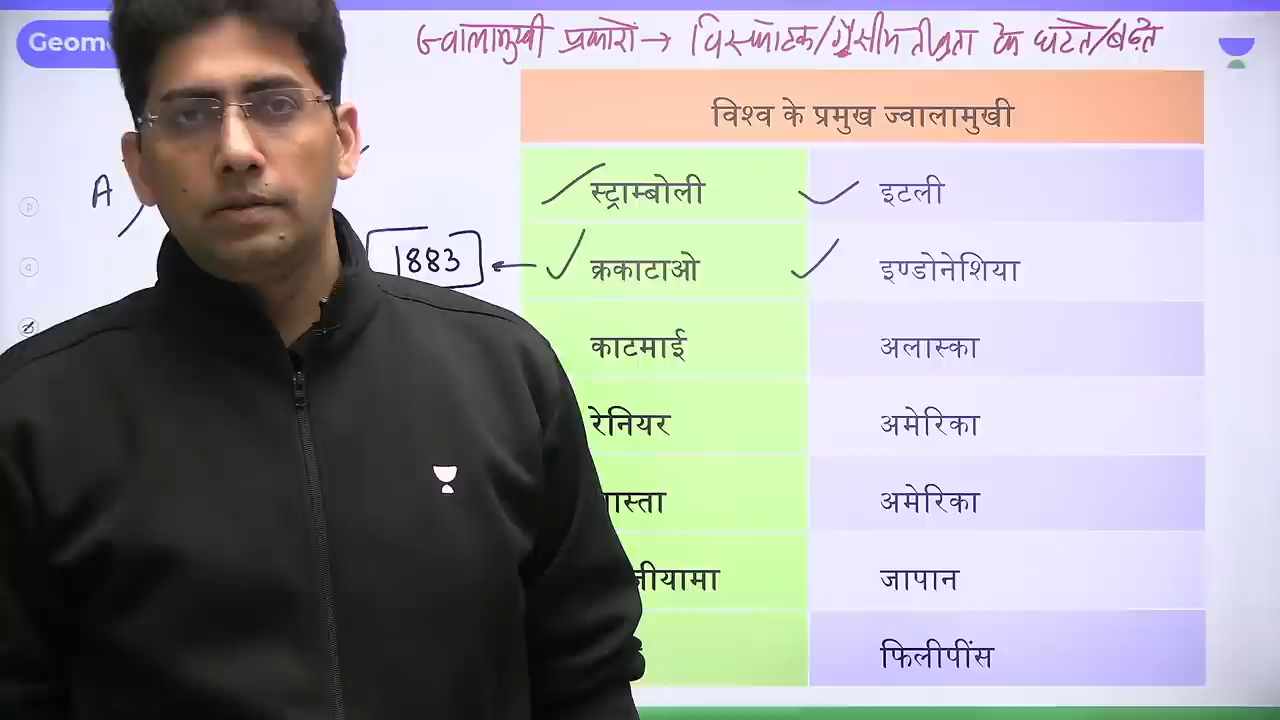 Geom
ज्वालामुखी प्रकारों → विस्फोटक/गैसीय तीव्रता के घटते/बढ़ते
विश्व के प्रमुख ज्वालामुखी
A
स्ट्राम्बोली इटली
1883 ← क्रकाटाओ इण्डोनेशिया
काटमाई अलास्का
रेनियर अमेरिका
ास्ता अमेरिका
जीयामा जापान
फिलीपींस